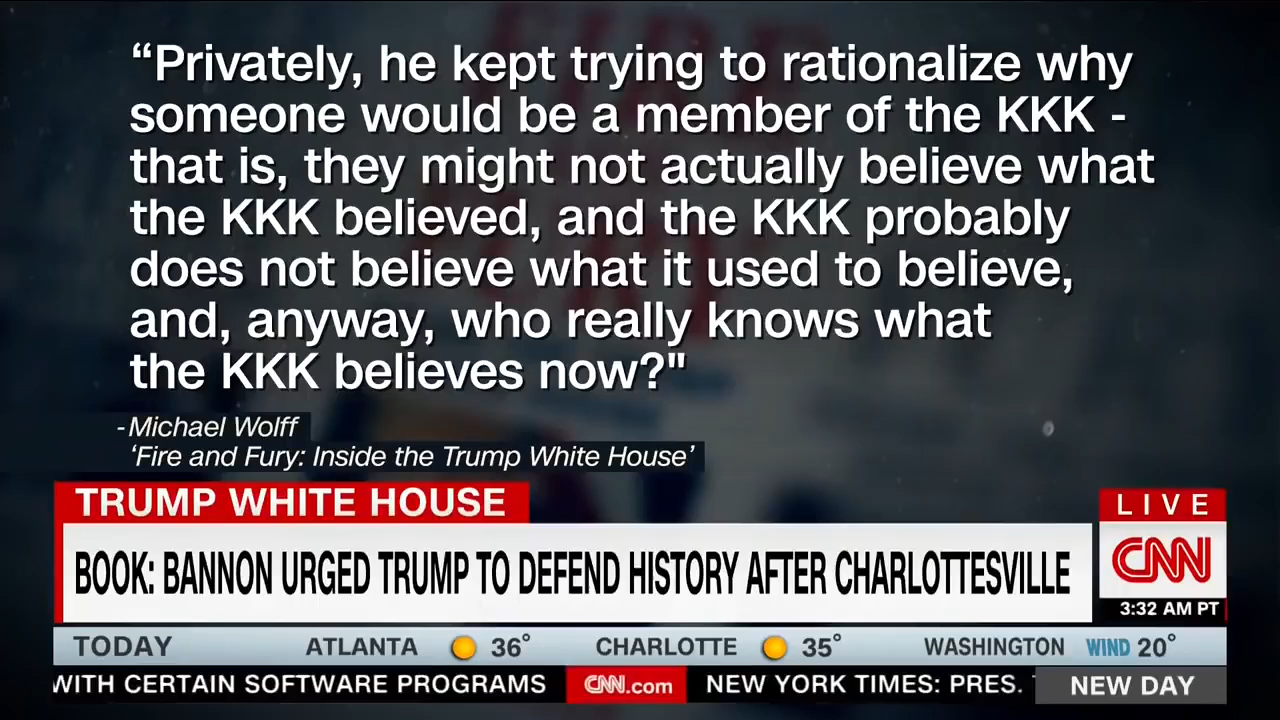 “Privately, he kept trying to rationalize why
someone would be a member of the KKK -
that is, they might not actually believe what
the KKK believed, and the KKK probably
does not believe what it used to believe,
and, anyway, who really knows what
the KKK believes now?"
-Michael Wolff
‘Fire and Fury: Inside the Trump White House’
TRUMP WHITE HOUSE
LIVE
BOOK: BANNON URGED TRUMP TO DEFEND HISTORY AFTER CHARLOTTESVILLE
CNN
3:32 AM PT
TODAY ATLANTA 36° CHARLOTTE 35° WASHINGTON WIND 20°
WITH CERTAIN SOFTWARE PROGRAMS CNN.com NEW YORK TIMES: PRES. NEW DAY